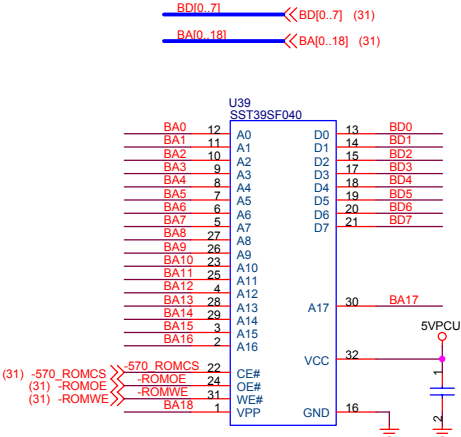 BD[0..7] BD[0..7] (31)
BA[0..18] BA[0..18] (31)
U39
SST39SF040
BA0 12 A0 D0 13 BD0
BA1 11 A1 D1 14 BD1
BA2 10 A2 D2 15 BD2
BA3 9 A3 D3 17 BD3
BA4 8 A4 D4 18 BD4
BA5 7 A5 D5 19 BD5
BA6 6 A6 D6 20 BD6
BA7 5 A7 D7 21 BD7
BA8 27 A8
BA9 26 A9
BA10 23 A10
BA11 25 A11
BA12 4 A12
BA13 28 A13 A17 30 BA17
BA14 29 A14
BA15 3 A15
BA16 2 A16
5VPCU
VCC 32
(31) -570_ROMCS -570_ROMCS 22 CE#
(31) -ROMOE -ROMOE 24 OE#
(31) -ROMWE -ROMWE 31 WE#
BA18 1 VPP GND 16
1
2